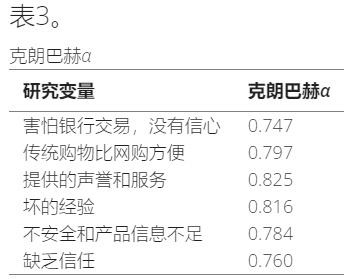 表3。
克朗巴赫α
研究变量 克朗巴赫α
害怕银行交易，没有信心 0.747
传统购物比网购方便 0.797
提供的声誉和服务 0.825
坏的经验 0.816
不安全和产品信息不足 0.784
缺乏信任 0.760